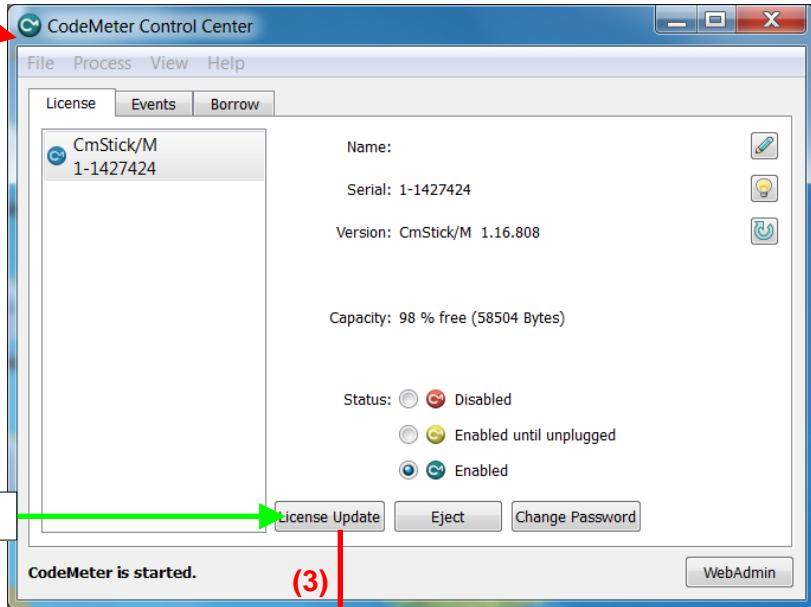 CodeMeter Control Center
File Process View Help
License Events Borrow
CmStick/M
1-1427424
Name:
Serial: 1-1427424
Version: CmStick/M 1.16.808
Capacity: 98 % free (58504 Bytes)
Status: Disabled
Enabled until unplugged
Enabled
License Update Eject Change Password
CodeMeter is started.
(3)
WebAdmin